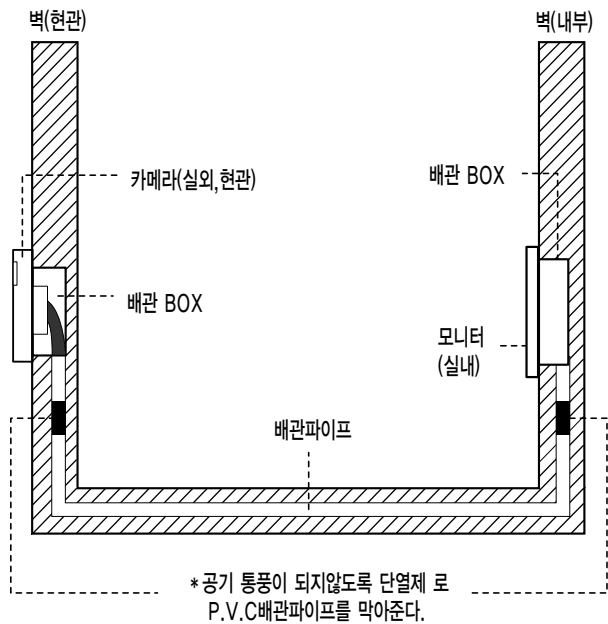 벽(현관)
벽(내부)
카메라(실외,현관)
배관 BOX
배관 BOX
모니터
(실내)
배관파이프
*공기 통풍이 되지않도록 단열제 로
P.V.C배관파이프를 막아준다.